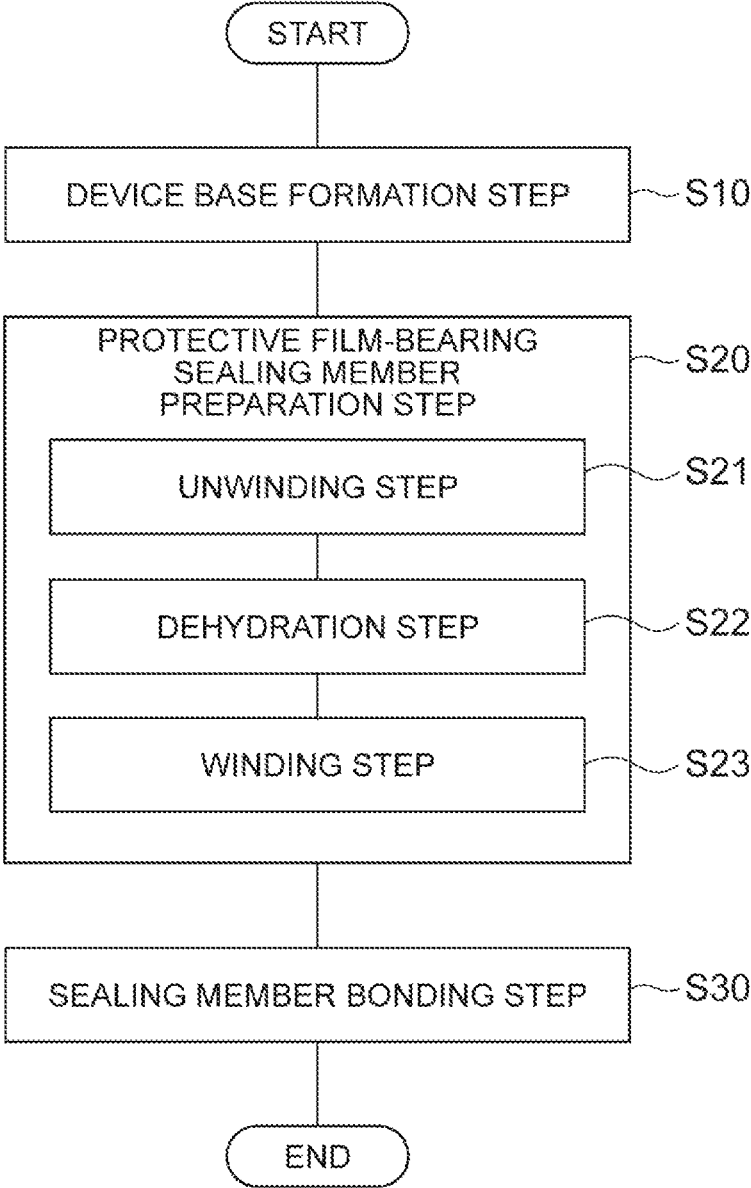 START
DEVICE BASE FORMATION STEP
S10
PROTECTIVE FILM-BEARING
SEALING MEMBER
PREPARATION STEP
S20
UNWINDING STEP
S21
DEHYDRATION STEP
S22
WINDING STEP
S23
SEALING MEMBER BONDING STEP
S30
END